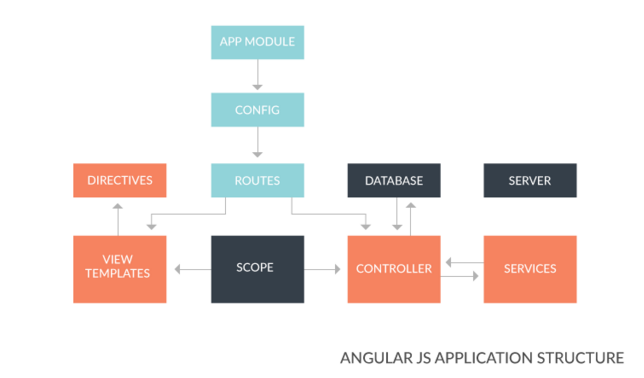 APP MODULE
CONFIG
DIRECTIVES
ROUTES
DATABASE
SERVER
VIEW
TEMPLATES
SCOPE
CONTROLLER
SERVICES
ANGULAR JS APPLICATION STRUCTURE